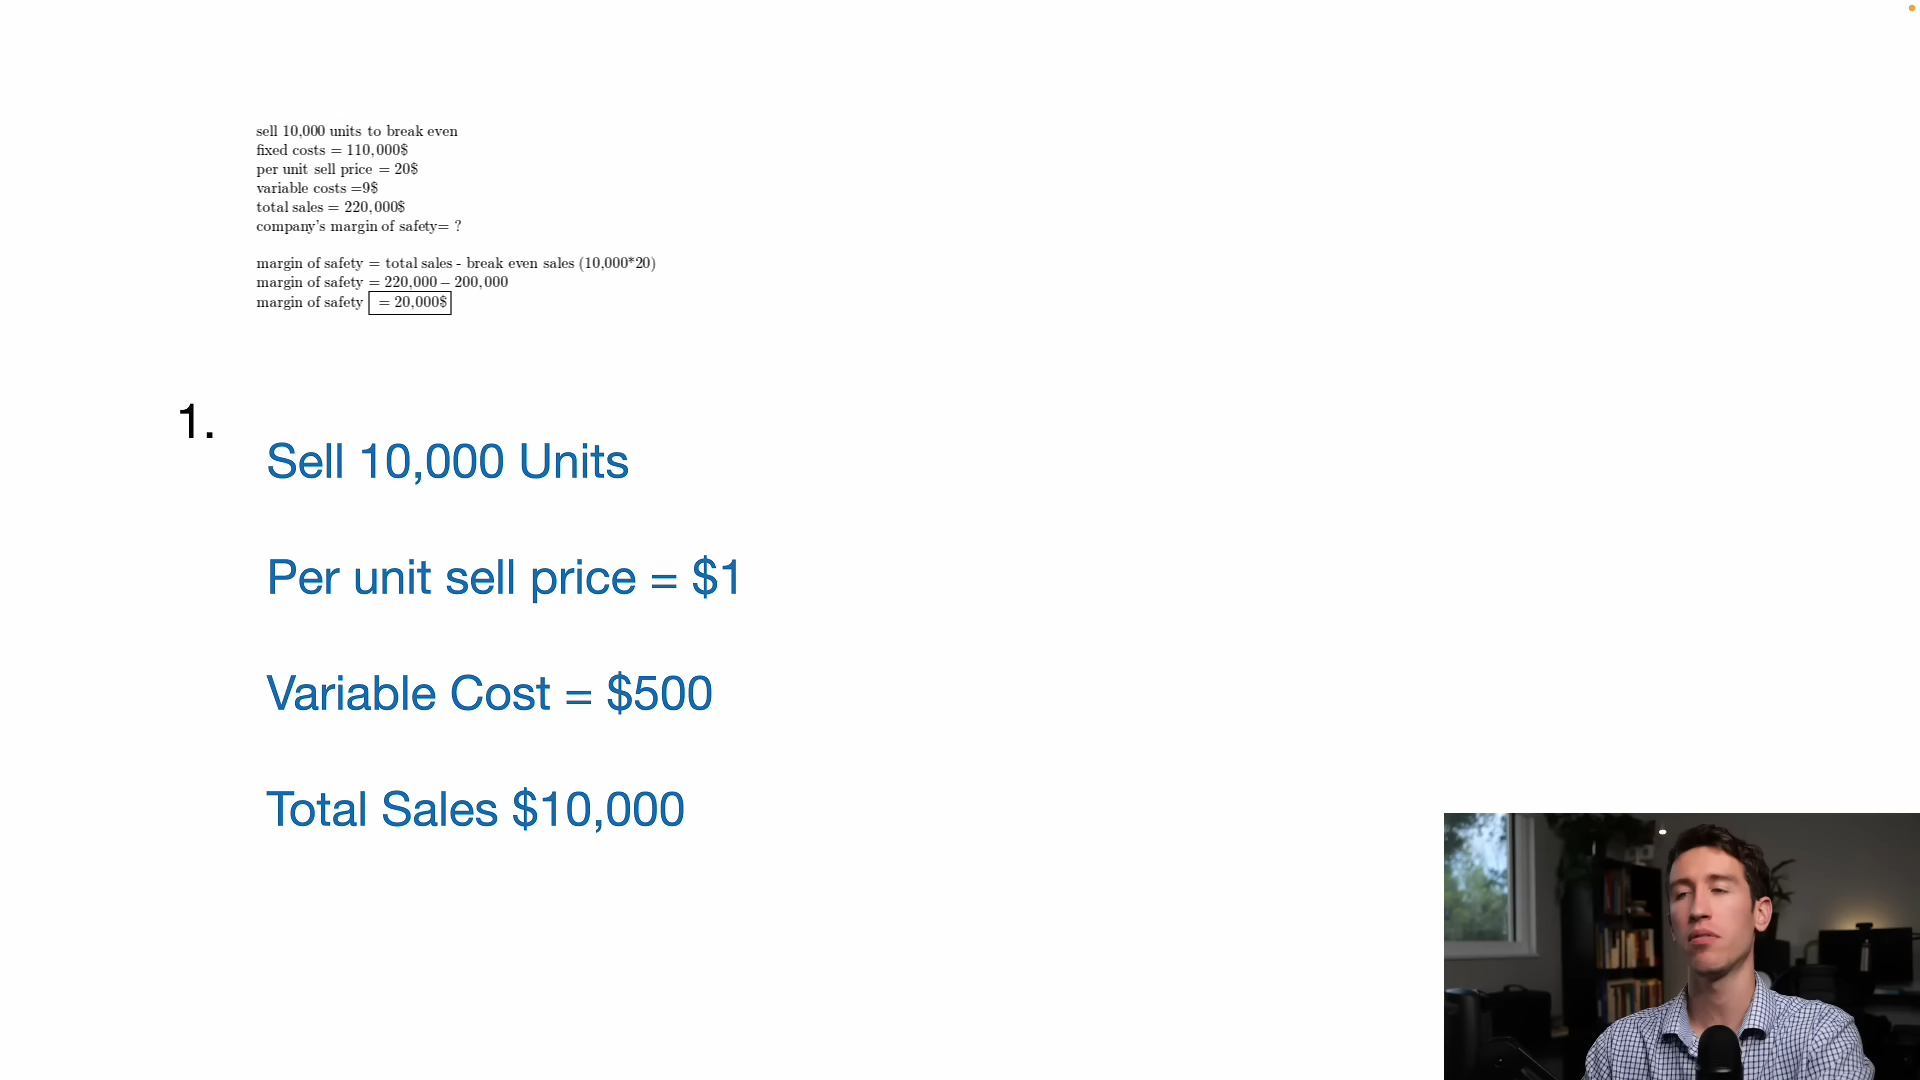 sell 10,000 units to break even
fixed costs = 110,000$
per unit sell price = 20$
variable costs =9$
total sales = 220,000$
company's margin of safety= ?
margin of safety = total sales - break even sales (10,000*20)
margin of safety = 220,000 – 200,000
margin of safety = 20,000$
1.
Sell 10,000 Units
Per unit sell price = $1
Variable Cost = $500
Total Sales $10,000